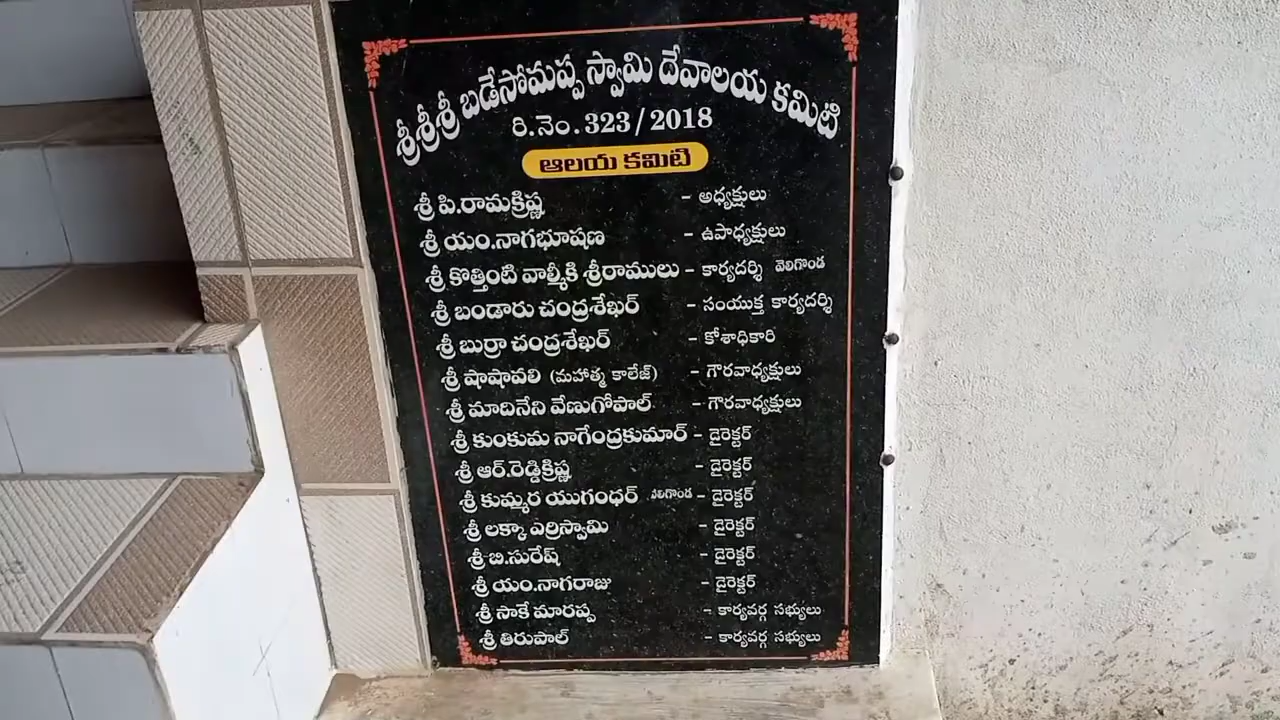 శ్రీశ్రీశ్రీ బడేసోమప్ప స్వామి దేవాలయ కమిటి
రి.నెం.323/2018
ఆలయ కమిటి
శ్రీ పి.రామక్రిష్ణ - అధ్యక్షులు
శ్రీ యం.నాగభూషణ - ఉపాధ్యక్షులు
శ్రీ కొత్తింటి వాల్మీకి శ్రీరాములు - కార్యదర్శి వెలిగొండ
శ్రీ బండారు చంద్రశేఖర్ - సంయుక్త కార్యదర్శి
శ్రీ బుర్రా చంద్రశేఖర్ - కోశాధికారి
శ్రీ షాషావలి (మహాత్మ కాలేజ్) - గౌరవాధ్యక్షులు
శ్రీ మాదినేని వేణుగోపాల్ - గౌరవాధ్యక్షులు
శ్రీ కుంకుమ నాగేంద్రకుమార్ - డైరెక్టర్
శ్రీ ఆర్.రెడ్డిక్రిష్ణ - డైరెక్టర్
శ్రీ కుమ్మర యుగంధర్ వెలిగొండ - డైరెక్టర్
శ్రీ లక్కా ఎర్రిస్వామి - డైరెక్టర్
శ్రీ బి.సురేష్ - డైరెక్టర్
శ్రీ యం.నాగరాజు - డైరెక్టర్
శ్రీ సాకే మారప్ప - కార్యవర్గ సభ్యులు
శ్రీ తిరుపాల్ - కార్యవర్గ సభ్యులు